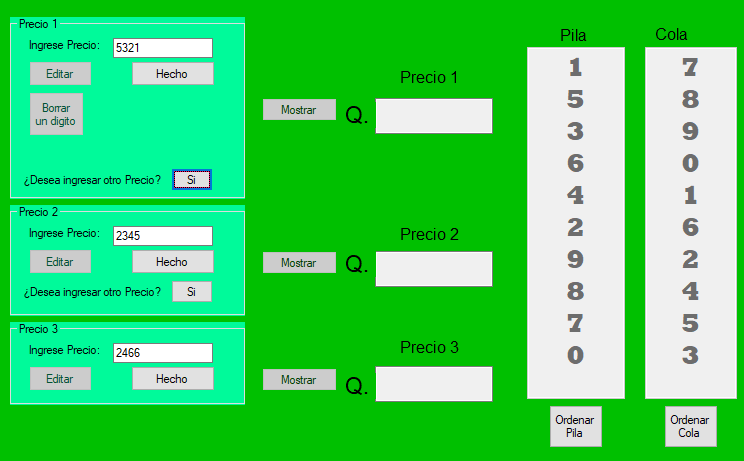 Precio 1
Ingrese Precio: 5321
Editar Hecho
Borrar
un digito
¿Desea ingresar otro Precio? Si
Precio 2
Ingrese Precio: 2345
Editar Hecho
¿Desea ingresar otro Precio? Si
Precio 3
Ingrese Precio: 2466
Editar Hecho
Precio 1
Mostrar Q.
Precio 2
Mostrar Q.
Precio 3
Mostrar Q.
Pila Cola
1 7
5 8
3 9
6 0
4 1
2 6
9 2
8 4
7 5
0 3
Ordenar
Pila
Ordenar
Cola